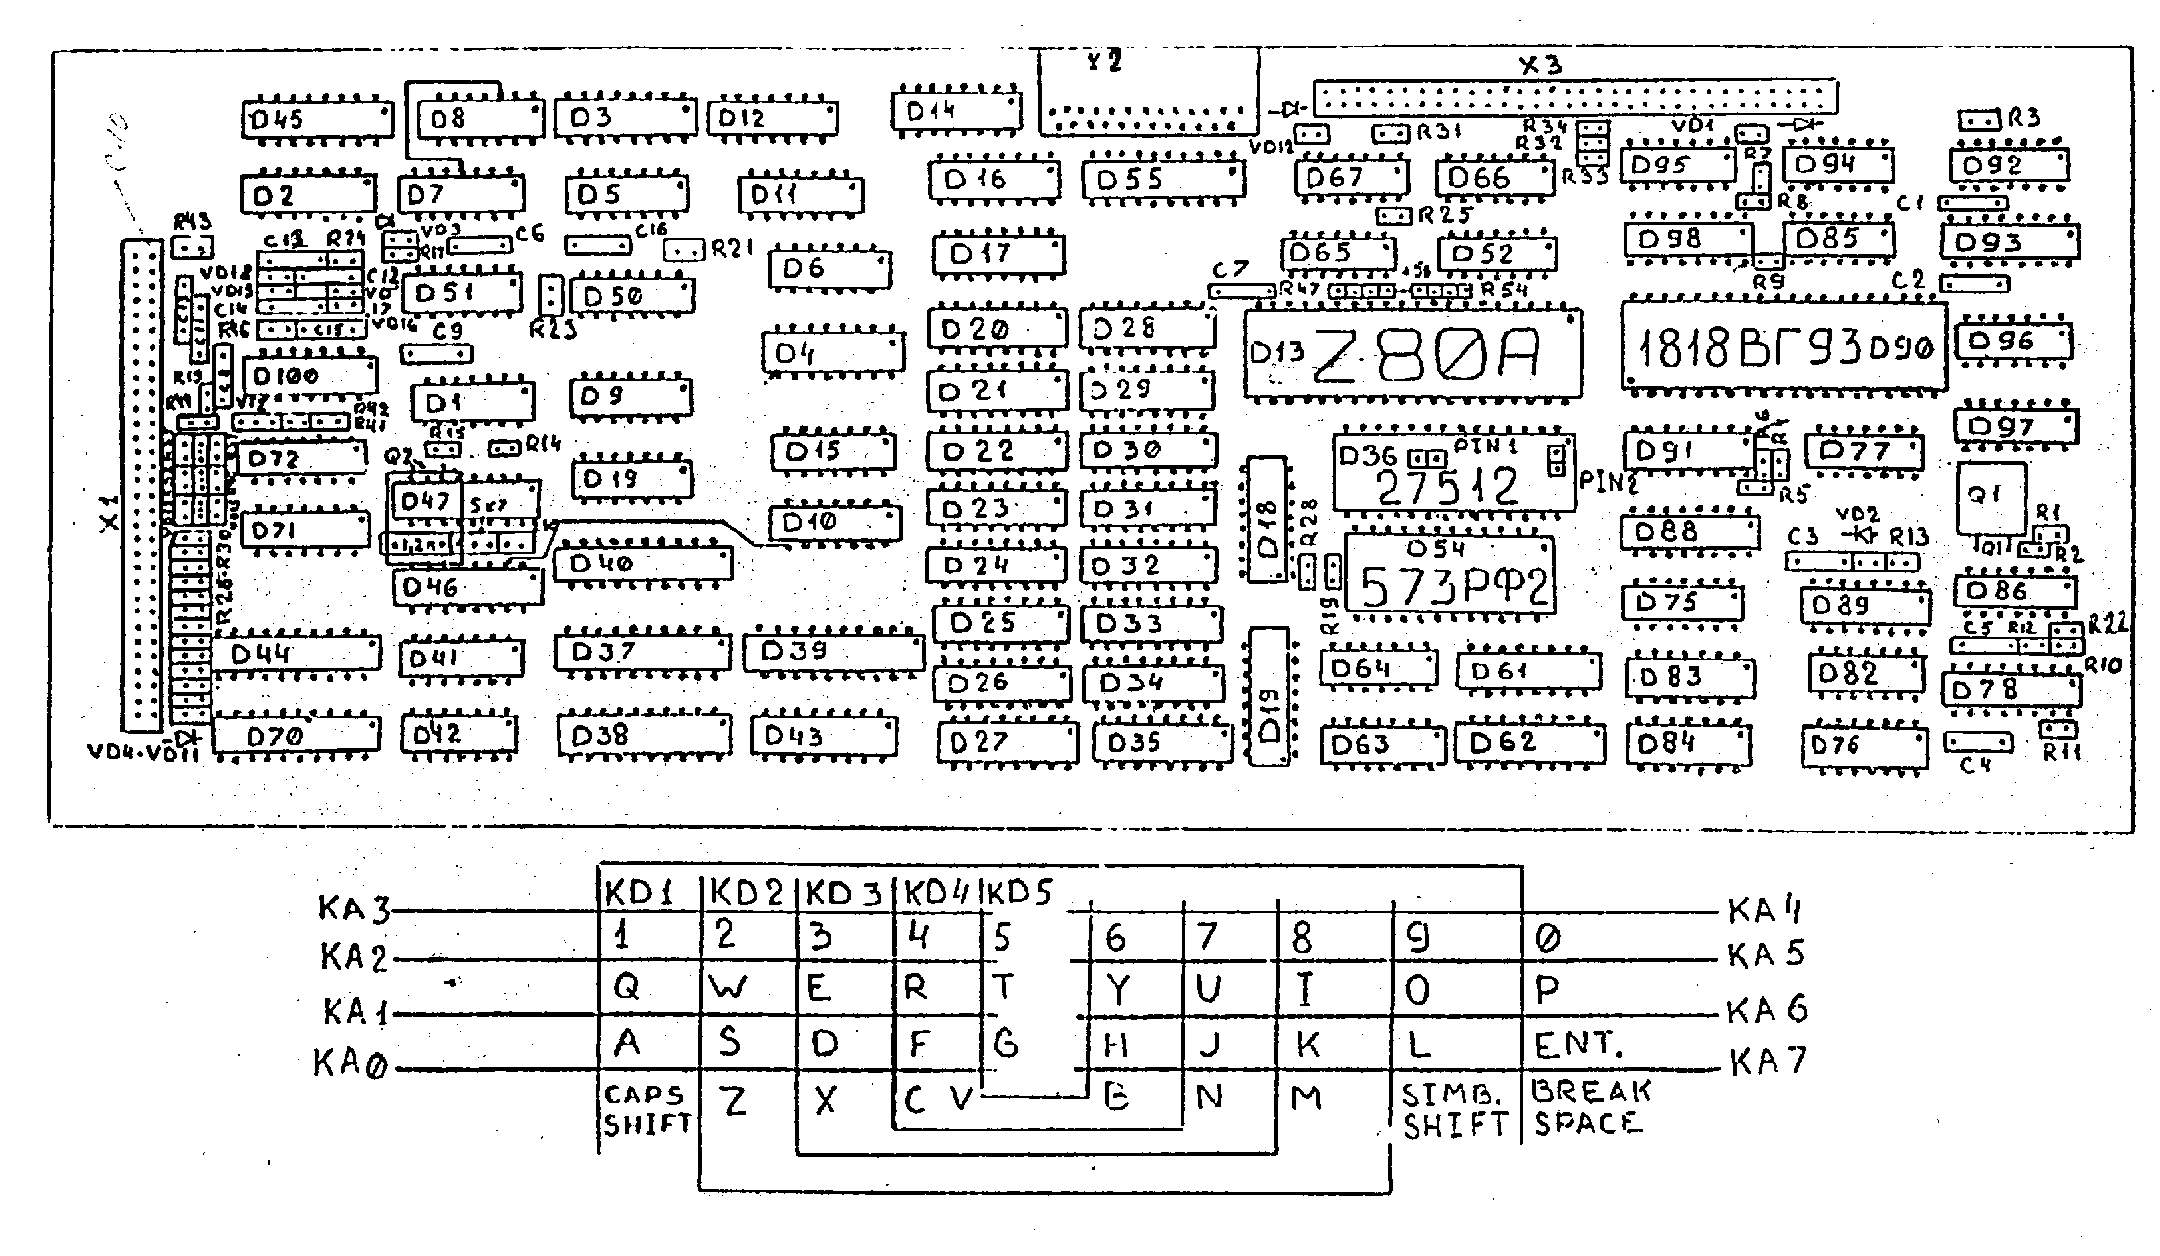 Y2
X3
D45 D8 D3 D12 D14
R3
VD12 R31 R34 VD1
R32
R33 R7
D2 D7 D5 D11 D16 D55 D67 D66 D95 D94 D92
R25 R8 C1
R43 C13 R24 VD3 R17 C6 C16 R21
D6 D17 D65 D52 D98 D85 D93
VD18 C12
VD19
C14 17
R46 C15 VD16
D51 D50 R23 C7 R47 R54 R9 C2
C9
D100 D4 D20 D28 D13 Z80A 1818ВГ93 D90 D96
R19
R44 VT2 R42
R41
D1 D9 D21 D29
R15 R14
Q2
D72 D15 D22 D30 D36 PIN1 D91 D77 D97
27512 PIN2
R5
X1
D47 5x7 D19 D23 D31 D18 R28
D71 D10 D88 Q1 R1
VD2
C3 R13 Q1 R2
1,2к
D46 D40 D24 D32 D54
573РФ2
R19
R26-R30
D75 D89 D86
D25 D33
C5 R12 R22
R10
D44 D41 D37 D39 D26 D34 D19 D64 D61 D83 D82 D78
D70 D42 D38 D43 D27 D35 D63 D62 D84 D76 C4 R11
VD4·VD11
KD1 KD2 KD3 KD4 KD5
KA3 KA4
1 2 3 4 5 6 7 8 9 0
KA2 KA5
Q W E R T Y U I O P
KA1 KA6
A S D F G H J K L ENT.
KA0 KA7
CAPS SHIFT Z X C V B N M SIMB. SHIFT BREAK SPACE